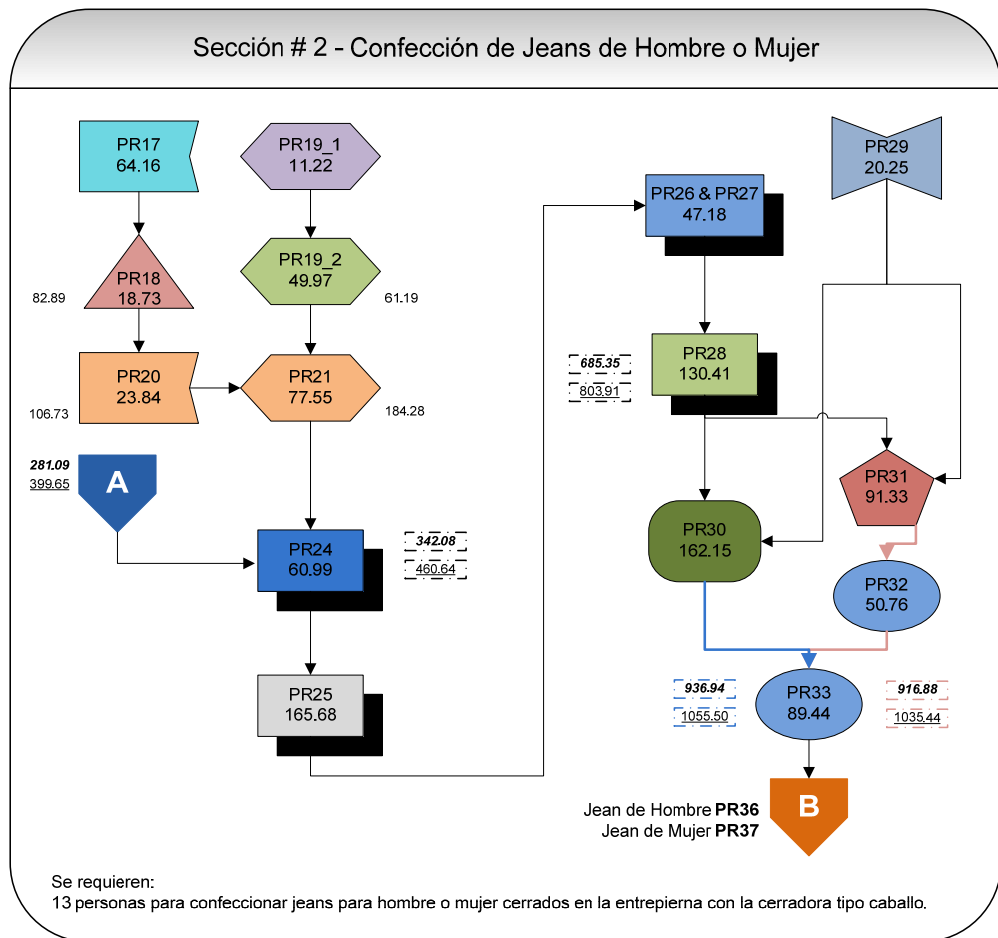 Sección # 2 - Confección de Jeans de Hombre o Mujer
PR17
64.16
PR19_1
11.22
PR29
20.25
PR26 & PR27
47.18
PR18
18.73
82.89
PR19_2
49.97
61.19
PR20
23.84
106.73
PR21
77.55
184.28
PR28
130.41
685.35
803.91
281.09
399.65
A
PR31
91.33
PR30
162.15
PR24
60.99
342.08
460.64
PR32
50.76
PR25
165.68
936.94
1055.50
PR33
89.44
916.88
1035.44
B
Jean de Hombre PR36
Jean de Mujer PR37
Se requieren:
13 personas para confeccionar jeans para hombre o mujer cerrados en la entrepierna con la cerradora tipo caballo.